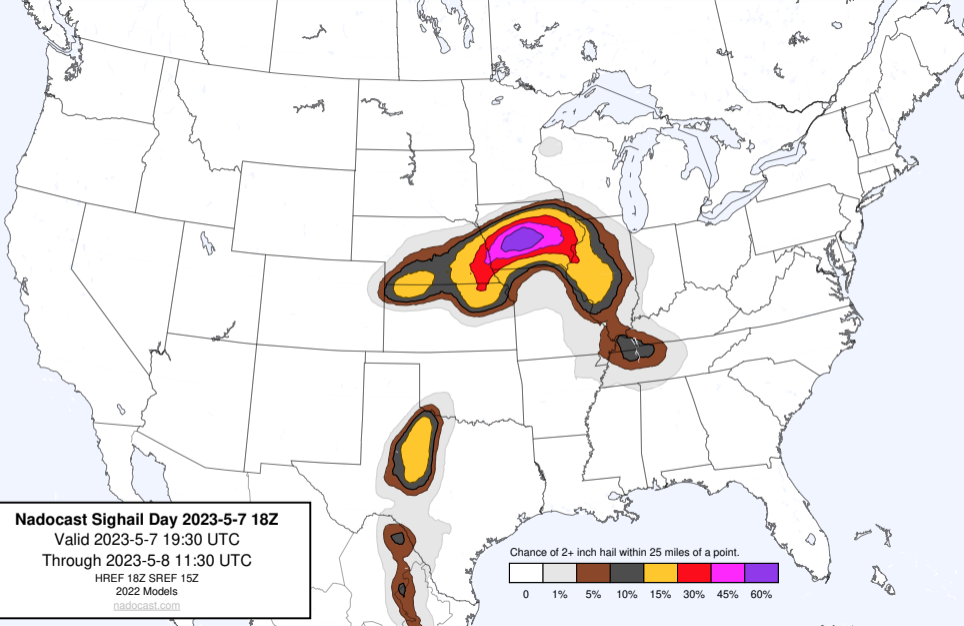 Nadocast Sighail Day 2023-5-7 18Z
Valid 2023-5-7 19:30 UTC
Through 2023-5-8 11:30 UTC
HREF 18Z SREF 15Z
2022 Models
nadocast.com
Chance of 2+ inch hail within 25 miles of a point.
0 1% 5% 10% 15% 30% 45% 60%